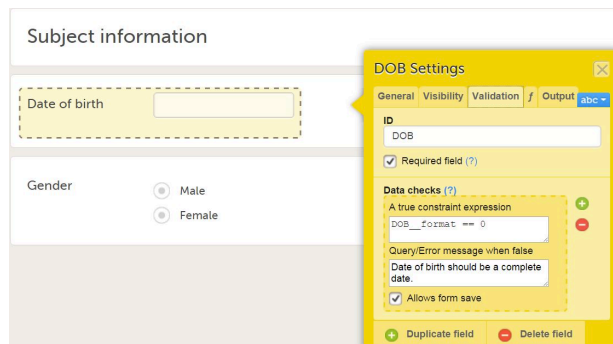 Subject information
Date of birth
Gender
Male
Female
DOB Settings
General Visibility Validation ƒ Output abc
ID
DOB
Required field (?)
Data checks (?)
A true constraint expression
DOB__format == 0
Query/Error message when false
Date of birth should be a complete
date.
Allows form save
Duplicate field Delete field